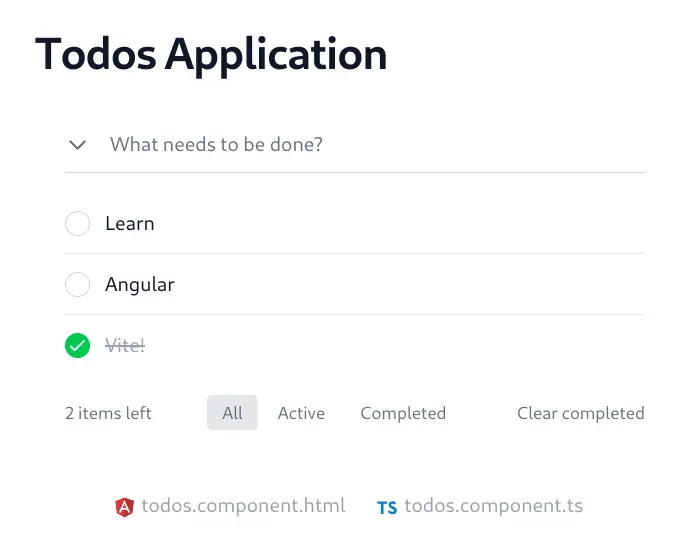 Todos Application
What needs to be done?
Learn
Angular
Vite!
2 items left All Active Completed Clear completed
A todos.component.html TS todos.component.ts